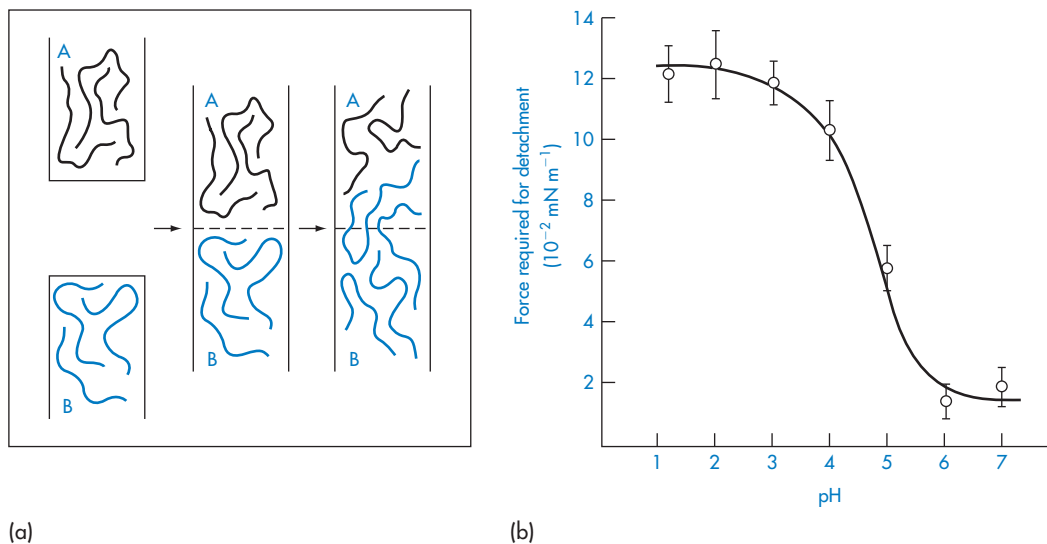 A
B
A
B
A
B
(a)
Force required for detachment
(10⁻² mN m⁻¹)
14
12
10
8
6
4
2
1 2 3 4 5 6 7
pH
(b)